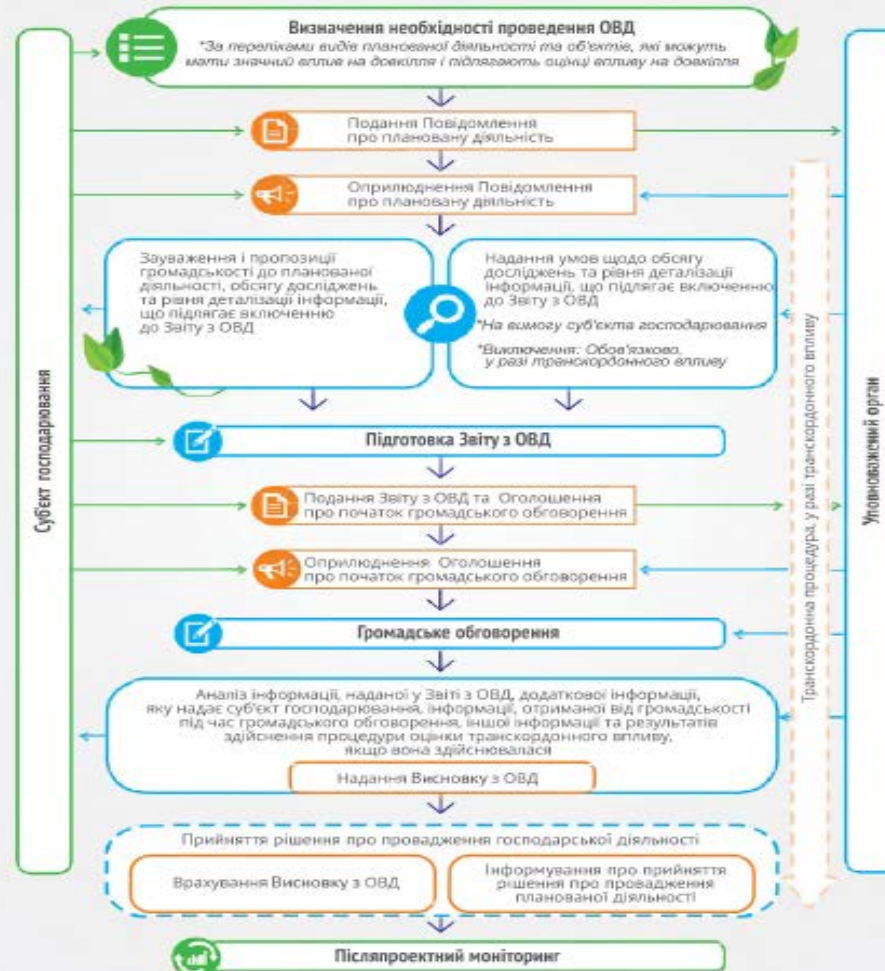 Визначення необхідності проведення ОВД
*За переліками видів планованої діяльності та об'єктів, які можуть
мати значний вплив на довкілля і підлягають оцінці впливу на довкілля
Подання Повідомлення
про плановану діяльність
Оприлюднення Повідомлення
про плановану діяльність
Зауваження і пропозиції
громадськості до планованої
діяльності, обсягу досліджень
та рівня деталізації інформації,
що підлягає включенню
до Звіту з ОВД
Надання умов щодо обсягу
досліджень та рівня деталізації
інформації, що підлягає включенню
до Звіту з ОВД
*На вимогу суб'єкта господарювання
*Виключення: Обов'язково,
у разі транскордонного впливу
Підготовка Звіту з ОВД
Подання Звіту з ОВД та Оголошення
про початок громадського обговорення
Оприлюднення Оголошення
про початок громадського обговорення
Громадське обговорення
Аналіз інформації, наданої у Звіті з ОВД, додаткової інформації,
яку надає суб'єкт господарювання, інформації, отриманої від громадськості
під час громадського обговорення, іншої інформації та результатів
здійснення процедури оцінки транскордонного впливу,
якщо вона здійснювалася
Надання Висновку з ОВД
Прийняття рішення про провадження господарської діяльності
Врахування Висновку з ОВД
Інформування про прийняття
рішення про провадження
планованої діяльності
Післяпроектний моніторинг
Суб'єкт господарювання
Транскордонна процедура, у разі транскордонного впливу
Уповноважений орган